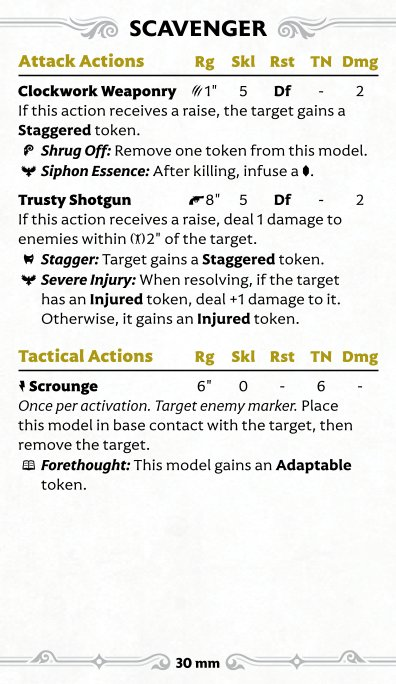 SCAVENGER
Attack Actions Rg Skl Rst TN Dmg
Clockwork Weaponry 1" 5 Df - 2
If this action receives a raise, the target gains a
Staggered token.
Shrug Off: Remove one token from this model.
Siphon Essence: After killing, infuse a .
Trusty Shotgun 8" 5 Df - 2
If this action receives a raise, deal 1 damage to
enemies within 2" of the target.
Stagger: Target gains a Staggered token.
Severe Injury: When resolving, if the target
has an Injured token, deal +1 damage to it.
Otherwise, it gains an Injured token.
Tactical Actions Rg Skl Rst TN Dmg
Scrounge 6" 0 - 6 -
Once per activation. Target enemy marker. Place
this model in base contact with the target, then
remove the target.
Forethought: This model gains an Adaptable
token.
30 mm